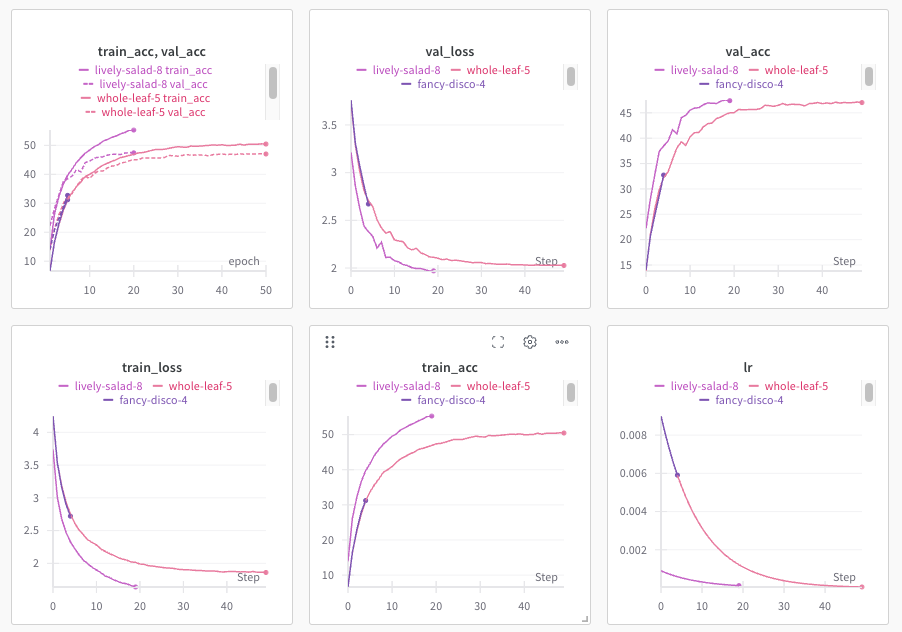 train_acc, val_acc
lively-salad-8 train_acc
lively-salad-8 val_acc
whole-leaf-5 train_acc
whole-leaf-5 val_acc
50
40
30
20
10
epoch
10 20 30 40 50
val_loss
lively-salad-8 whole-leaf-5
fancy-disco-4
3.5
3
2.5
2
Step
0 10 20 30 40
val_acc
lively-salad-8 whole-leaf-5
fancy-disco-4
45
40
35
30
25
20
15
Step
0 10 20 30 40
train_loss
lively-salad-8 whole-leaf-5
fancy-disco-4
4
3.5
3
2.5
2
Step
0 10 20 30 40
train_acc
lively-salad-8 whole-leaf-5
fancy-disco-4
50
40
30
20
10
Step
0 10 20 30 40
lr
lively-salad-8 whole-leaf-5
fancy-disco-4
0.008
0.006
0.004
0.002
Step
0 10 20 30 40